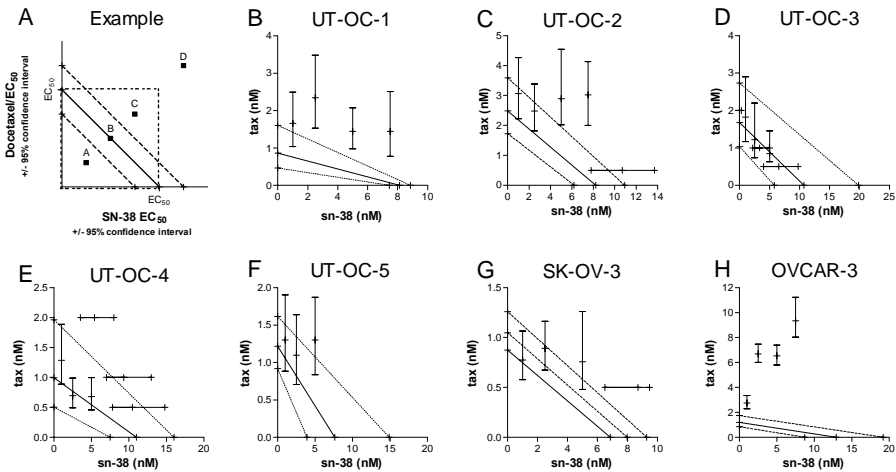 A Example
Docetaxel/EC50
+/- 95% confidence interval
EC50
D
C
B
A
EC50
SN-38 EC50
+/- 95% confidence interval
B UT-OC-1
tax (nM)
4
3
2
1
0
0 2 4 6 8 10
sn-38 (nM)
C UT-OC-2
tax (nM)
5
4
3
2
1
0
0 2 4 6 8 10 12 14
sn-38 (nM)
D UT-OC-3
tax (nM)
4
3
2
1
0
0 5 10 15 20 25
sn-38 (nM)
E UT-OC-4
tax (nM)
2.5
2.0
1.5
1.0
0.5
0.0
0 5 10 15 20
sn-38 (nM)
F UT-OC-5
tax (nM)
2.0
1.5
1.0
0.5
0.0
0 5 10 15 20
sn-38 (nM)
G SK-OV-3
tax (nM)
1.5
1.0
0.5
0.0
0 2 4 6 8 10
sn-38 (nM)
H OVCAR-3
tax (nM)
14
12
10
8
6
4
2
0
0 5 10 15 20
sn-38 (nM)